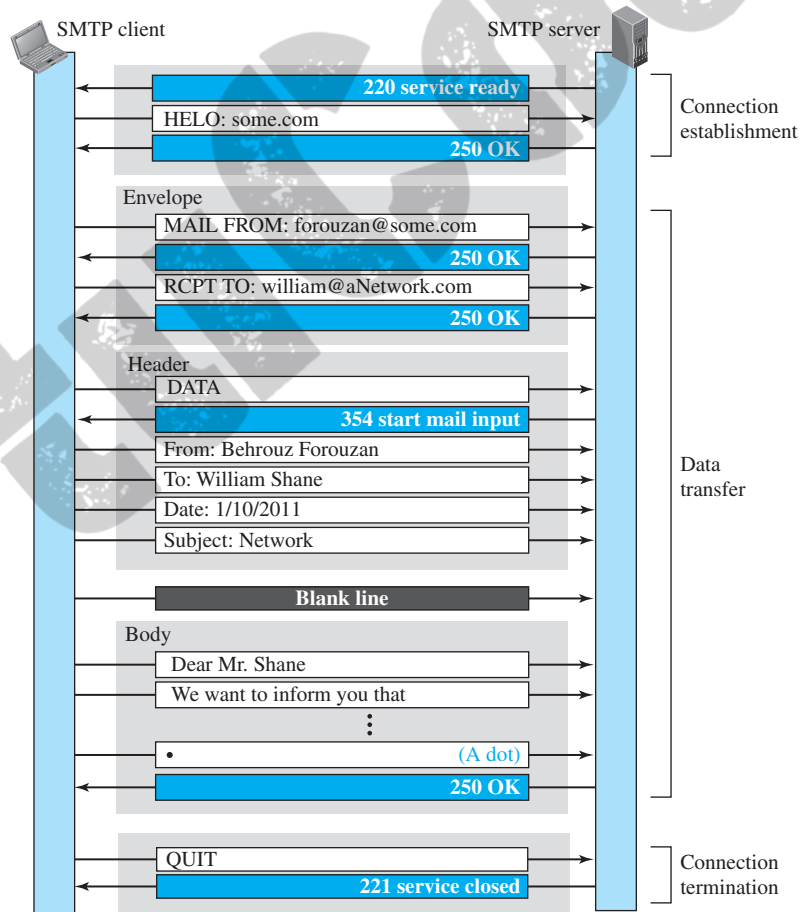 SMTP client
SMTP server
220 service ready
HELO: some.com
250 OK
Connection
establishment
Envelope
MAIL FROM: forouzan@some.com
250 OK
RCPT TO: william@aNetwork.com
250 OK
Header
DATA
354 start mail input
From: Behrouz Forouzan
To: William Shane
Date: 1/10/2011
Subject: Network
Data
transfer
Blank line
Body
Dear Mr. Shane
We want to inform you that
• (A dot)
250 OK
QUIT
221 service closed
Connection
termination